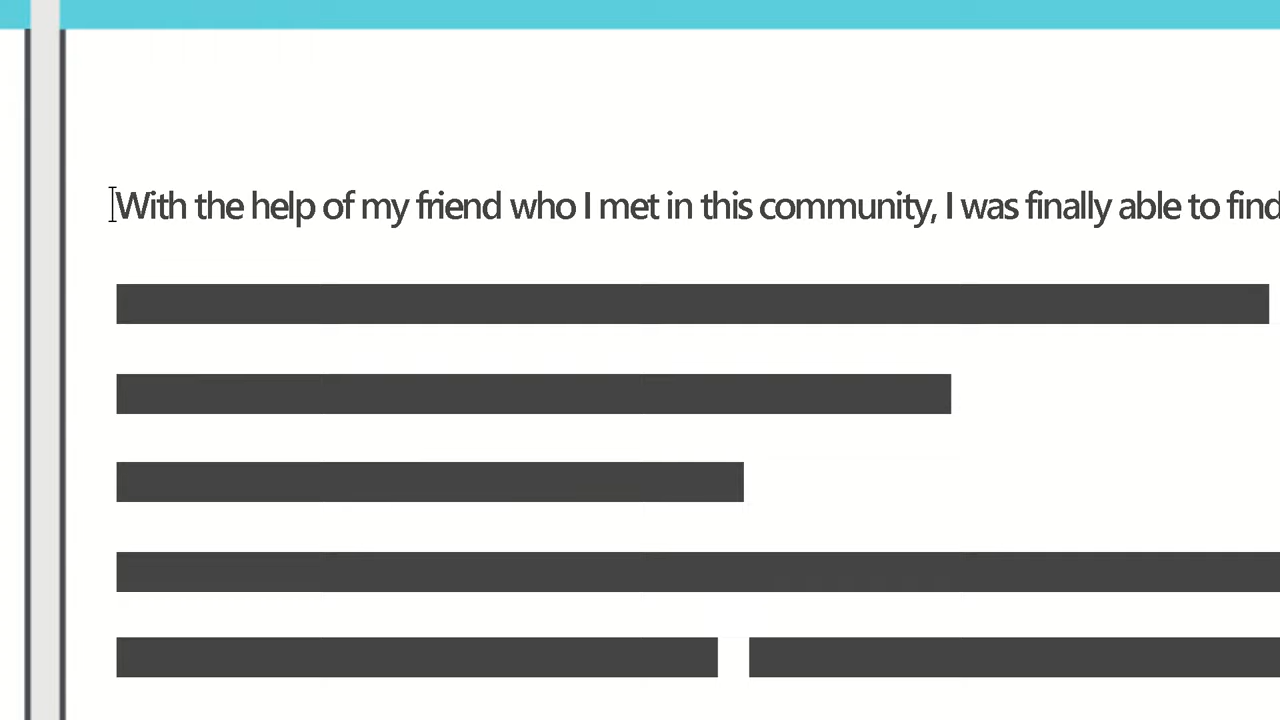 With the help of my friend who I met in this community, I was finally able to find